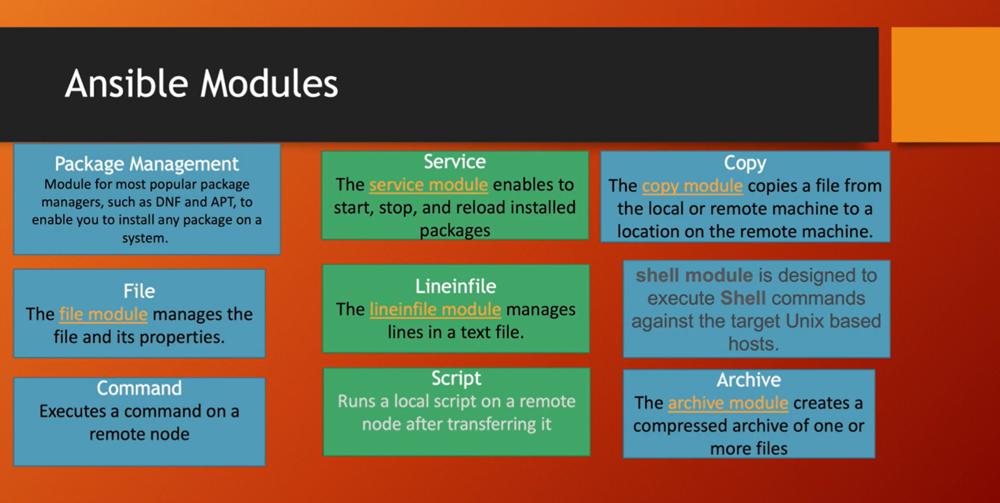 Ansible Modules
Package Management
Module for most popular package
managers, such as DNF and APT, to
enable you to install any package on a
system.
Service
The service module enables to
start, stop, and reload installed
packages
Copy
The copy module copies a file from
the local or remote machine to a
location on the remote machine.
File
The file module manages the
file and its properties.
Lineinfile
The lineinfile module manages
lines in a text file.
shell module is designed to
execute Shell commands
against the target Unix based
hosts.
Command
Executes a command on a
remote node
Script
Runs a local script on a remote
node after transferring it
Archive
The archive module creates a
compressed archive of one or
more files